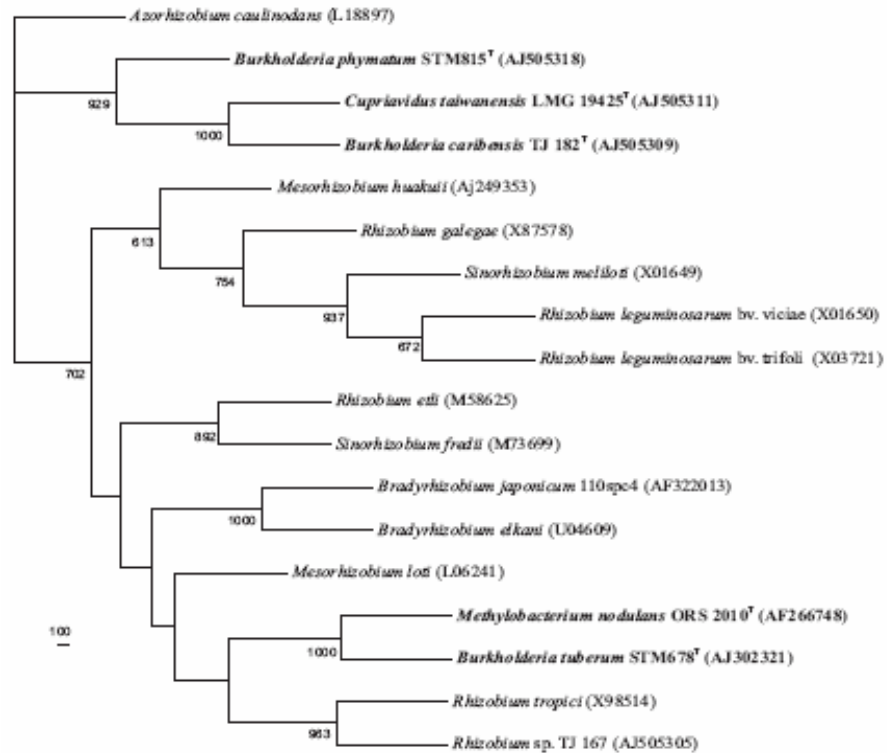 Azorhizobium caulinodans (L18897)
Burkholderia phymatum STM815ᵀ (AJ505318)
929
Cupriavidus taiwanensis LMG 19425ᵀ (AJ505311)
1000
Burkholderia caribensis TJ 182ᵀ (AJ505309)
Mesorhizobium huakuii (Aj249353)
613
Rhizobium galegae (X87578)
754
Sinorhizobium meliloti (X01649)
937
Rhizobium leguminosarum bv. viciae (X01650)
672
Rhizobium leguminosarum bv. trifoli (X03721)
702
Rhizobium etli (M58625)
892
Sinorhizobium fredii (M73699)
Bradyrhizobium japonicum 110spc4 (AF322013)
1000
Bradyrhizobium elkani (U04609)
Mesorhizobium loti (L06241)
Methylobacterium nodulans ORS 2010ᵀ (AF266748)
100
1000
Burkholderia tuberum STM678ᵀ (AJ302321)
Rhizobium tropici (X98514)
963
Rhizobium sp. TJ 167 (AJ505305)